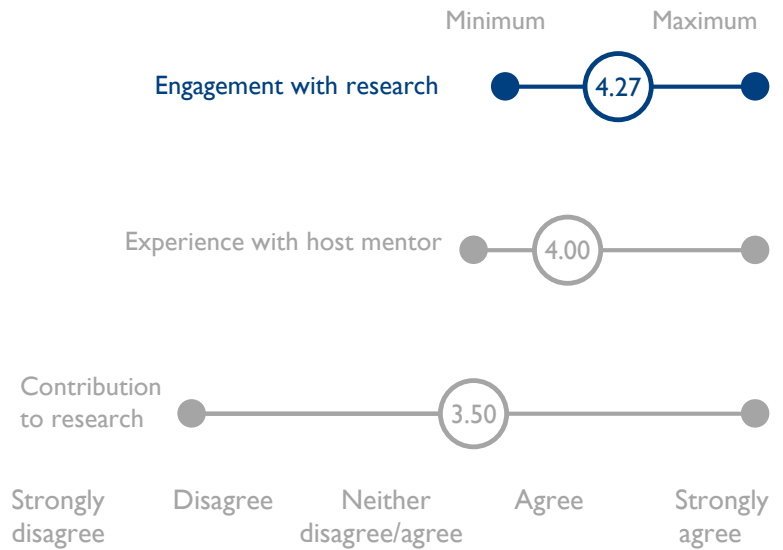 Minimum Maximum
Engagement with research 4.27
Experience with host mentor 4.00
Contribution
to research 3.50
Strongly Disagree Neither Agree Strongly
disagree disagree/agree agree